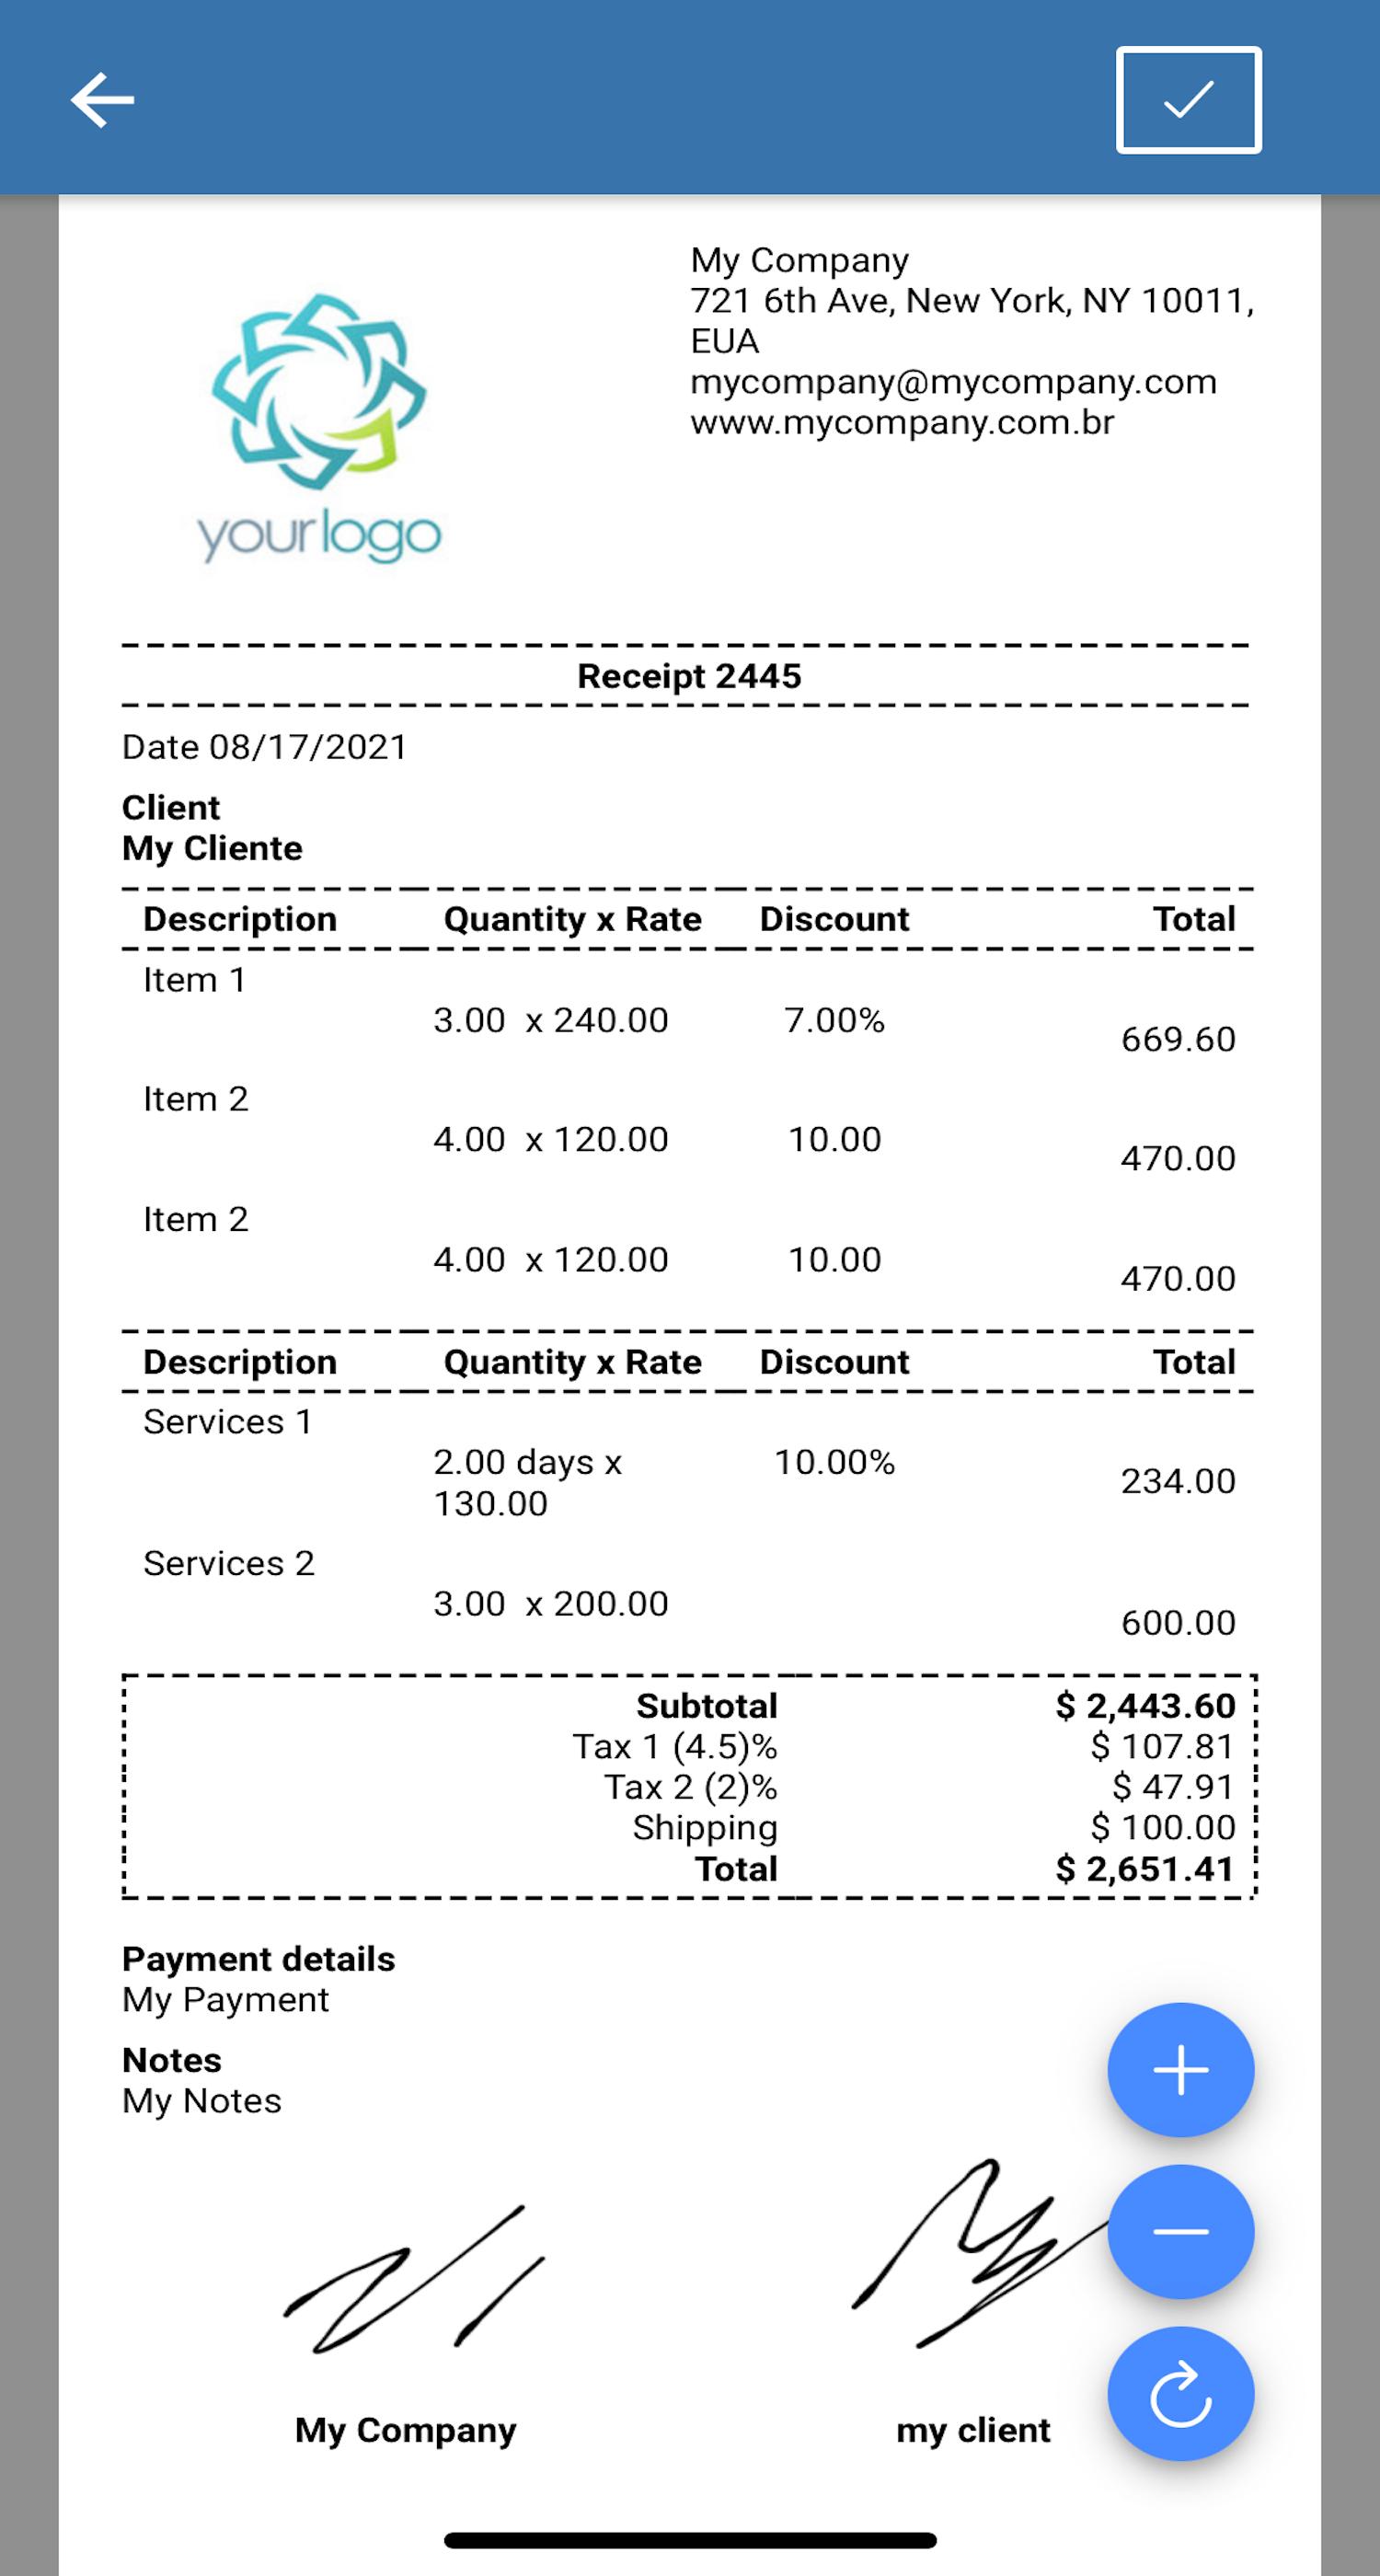 My Company
721 6th Ave, New York, NY 10011,
EUA
mycompany@mycompany.com
www.mycompany.com.br
yourlogo
Receipt 2445
Date 08/17/2021
Client
My Cliente
Description Quantity x Rate Discount Total
Item 1
3.00 x 240.00 7.00% 669.60
Item 2
4.00 x 120.00 10.00 470.00
Item 2
4.00 x 120.00 10.00 470.00
Description Quantity x Rate Discount Total
Services 1
2.00 days x 10.00% 234.00
130.00
Services 2
3.00 x 200.00 600.00
Subtotal $ 2,443.60
Tax 1 (4.5)% $ 107.81
Tax 2 (2)% $ 47.91
Shipping $ 100.00
Total $ 2,651.41
Payment details
My Payment
Notes
My Notes
My Company my client